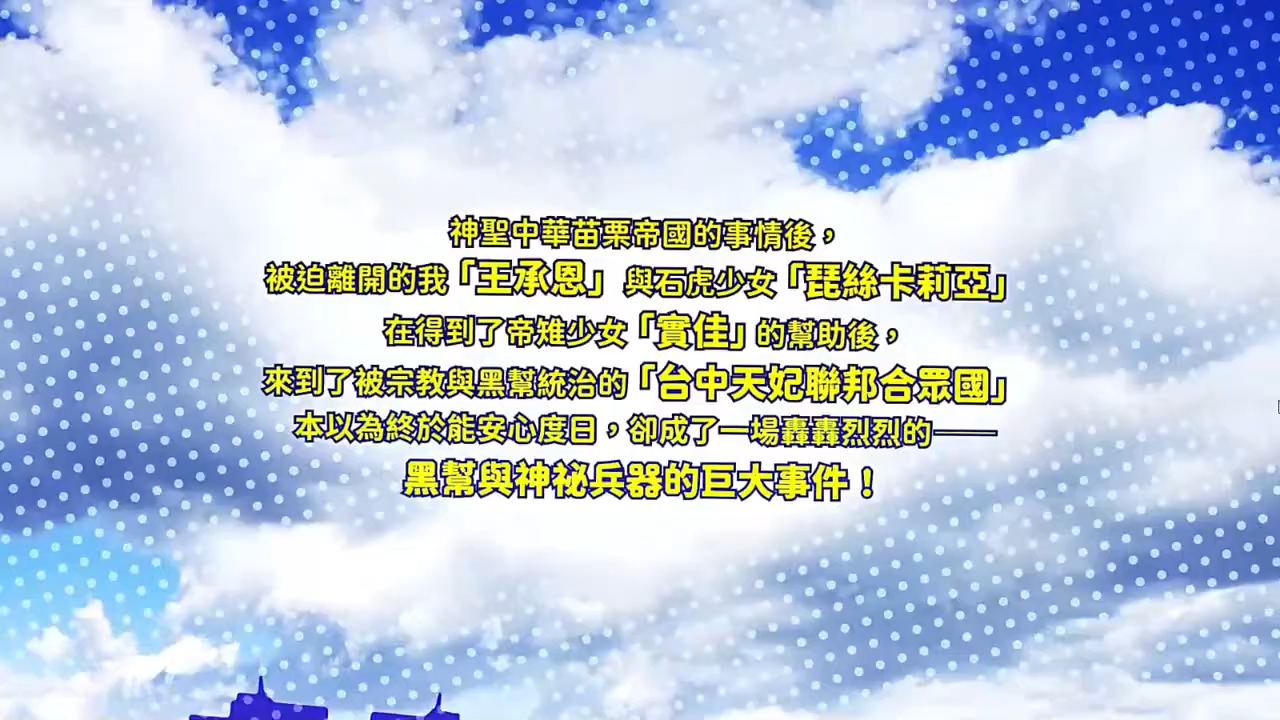 神聖中華苗栗帝國的事情後，
被迫離開的我「王承恩」與石虎少女「琵絲卡莉亞」
在得到了帝雉少女「實佳」的幫助後，
來到了被宗教與黑幫統治的「台中天妃聯邦合眾國」
本以為終於能安心度日，卻成了一場轟轟烈烈的——
黑幫與神祕兵器的巨大事件！